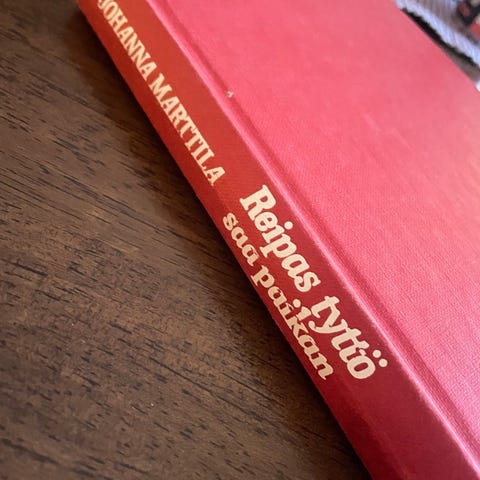 JOHANNA MARTTILA
Reipas tyttö
saa paikan